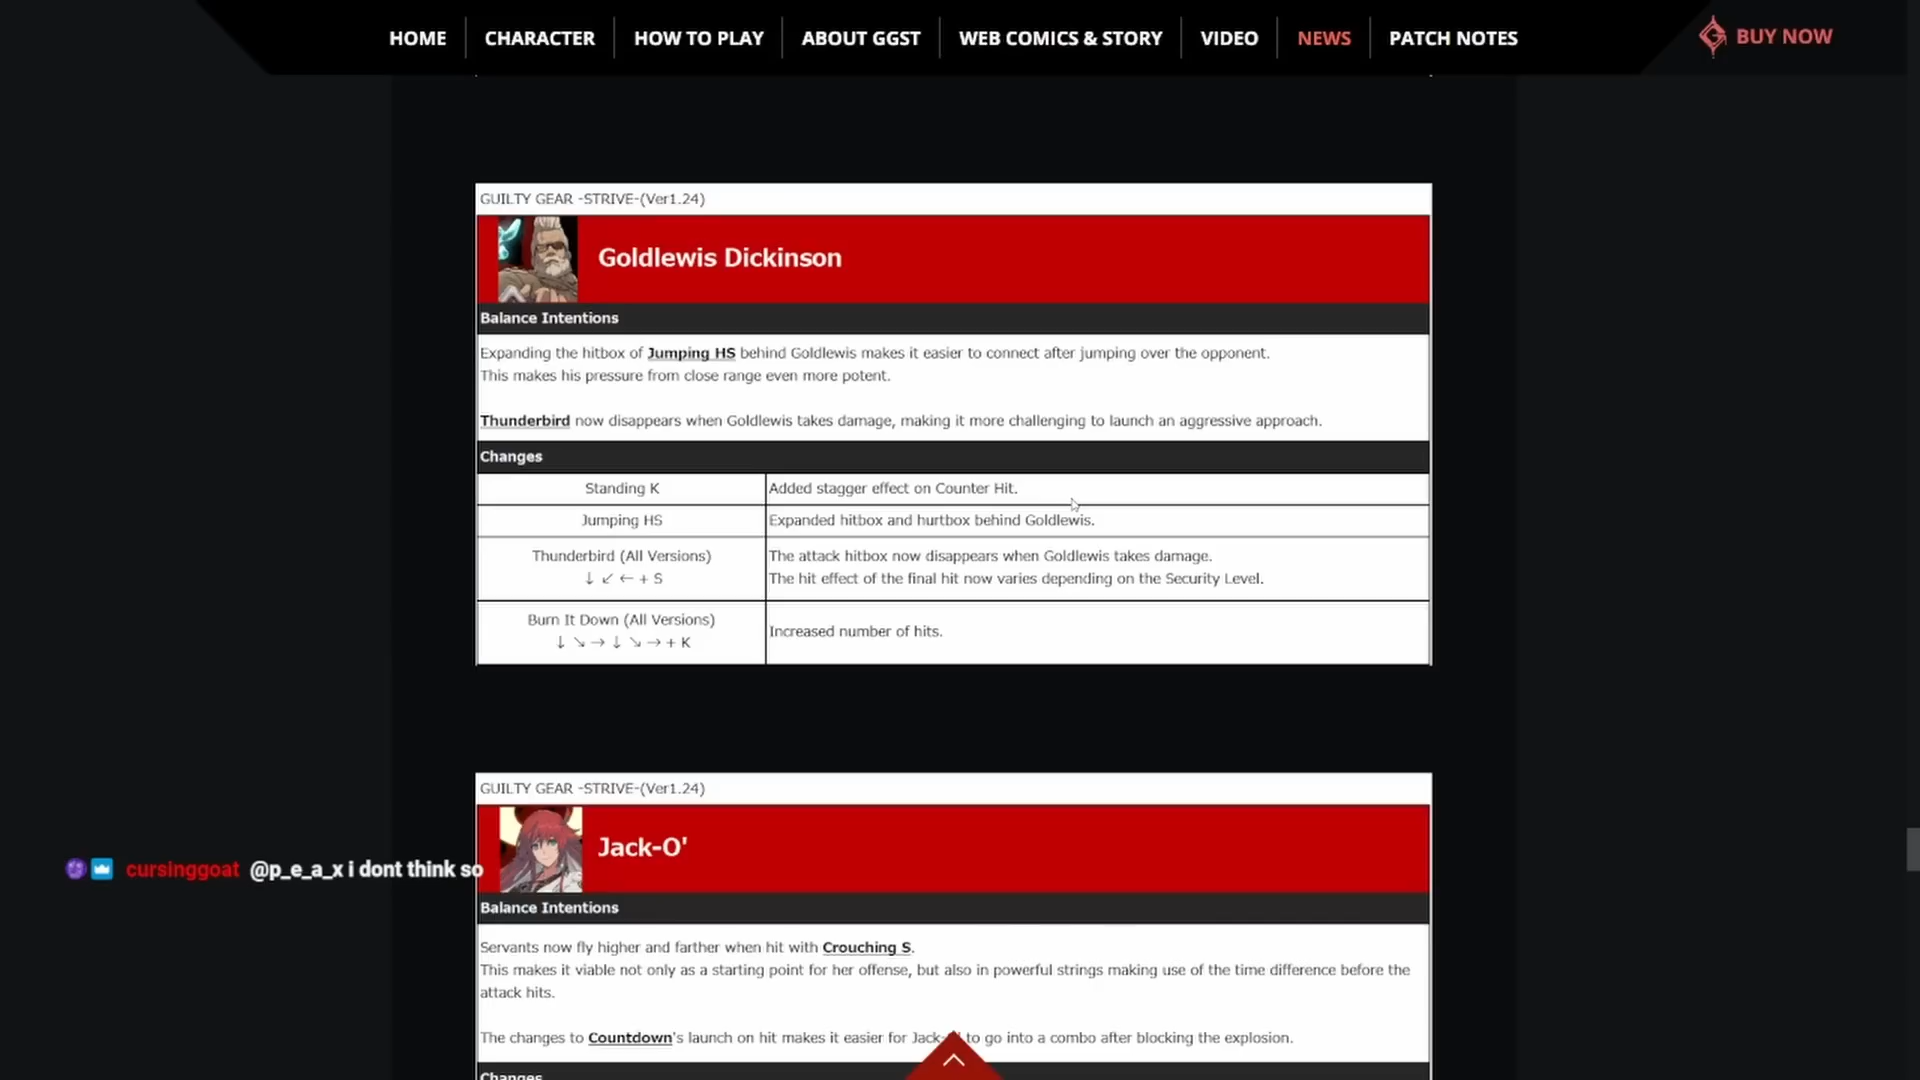 HOME
CHARACTER
HOW TO PLAY
ABOUT GGST
WEB COMICS & STORY
VIDEO
NEWS
PATCH NOTES
BUY NOW
GUILTY GEAR -STRIVE-(Ver1.24)
Goldlewis Dickinson
Balance Intentions
Expanding the hitbox of Jumping HS behind Goldlewis makes it easier to connect after jumping over the opponent.
This makes his pressure from close range even more potent.
Thunderbird now disappears when Goldlewis takes damage, making it more challenging to launch an aggressive approach.
Changes
Standing K
Added stagger effect on Counter Hit.
Jumping HS
Expanded hitbox and hurtbox behind Goldlewis.
Thunderbird (All Versions)
↓ ↙ ← + S
The attack hitbox now disappears when Goldlewis takes damage.
The hit effect of the final hit now varies depending on the Security Level.
Burn It Down (All Versions)
↓ ↘ → ↓ ↘ → + K
Increased number of hits.
GUILTY GEAR -STRIVE-(Ver1.24)
Jack-O'
cursinggoat @p_e_a_x i dont think so
Balance Intentions
Servants now fly higher and farther when hit with Crouching S.
This makes it viable not only as a starting point for her offense, but also in powerful strings making use of the time difference before the
attack hits.
The changes to Countdown's launch on hit makes it easier for Jack- to go into a combo after blocking the explosion.
Changes